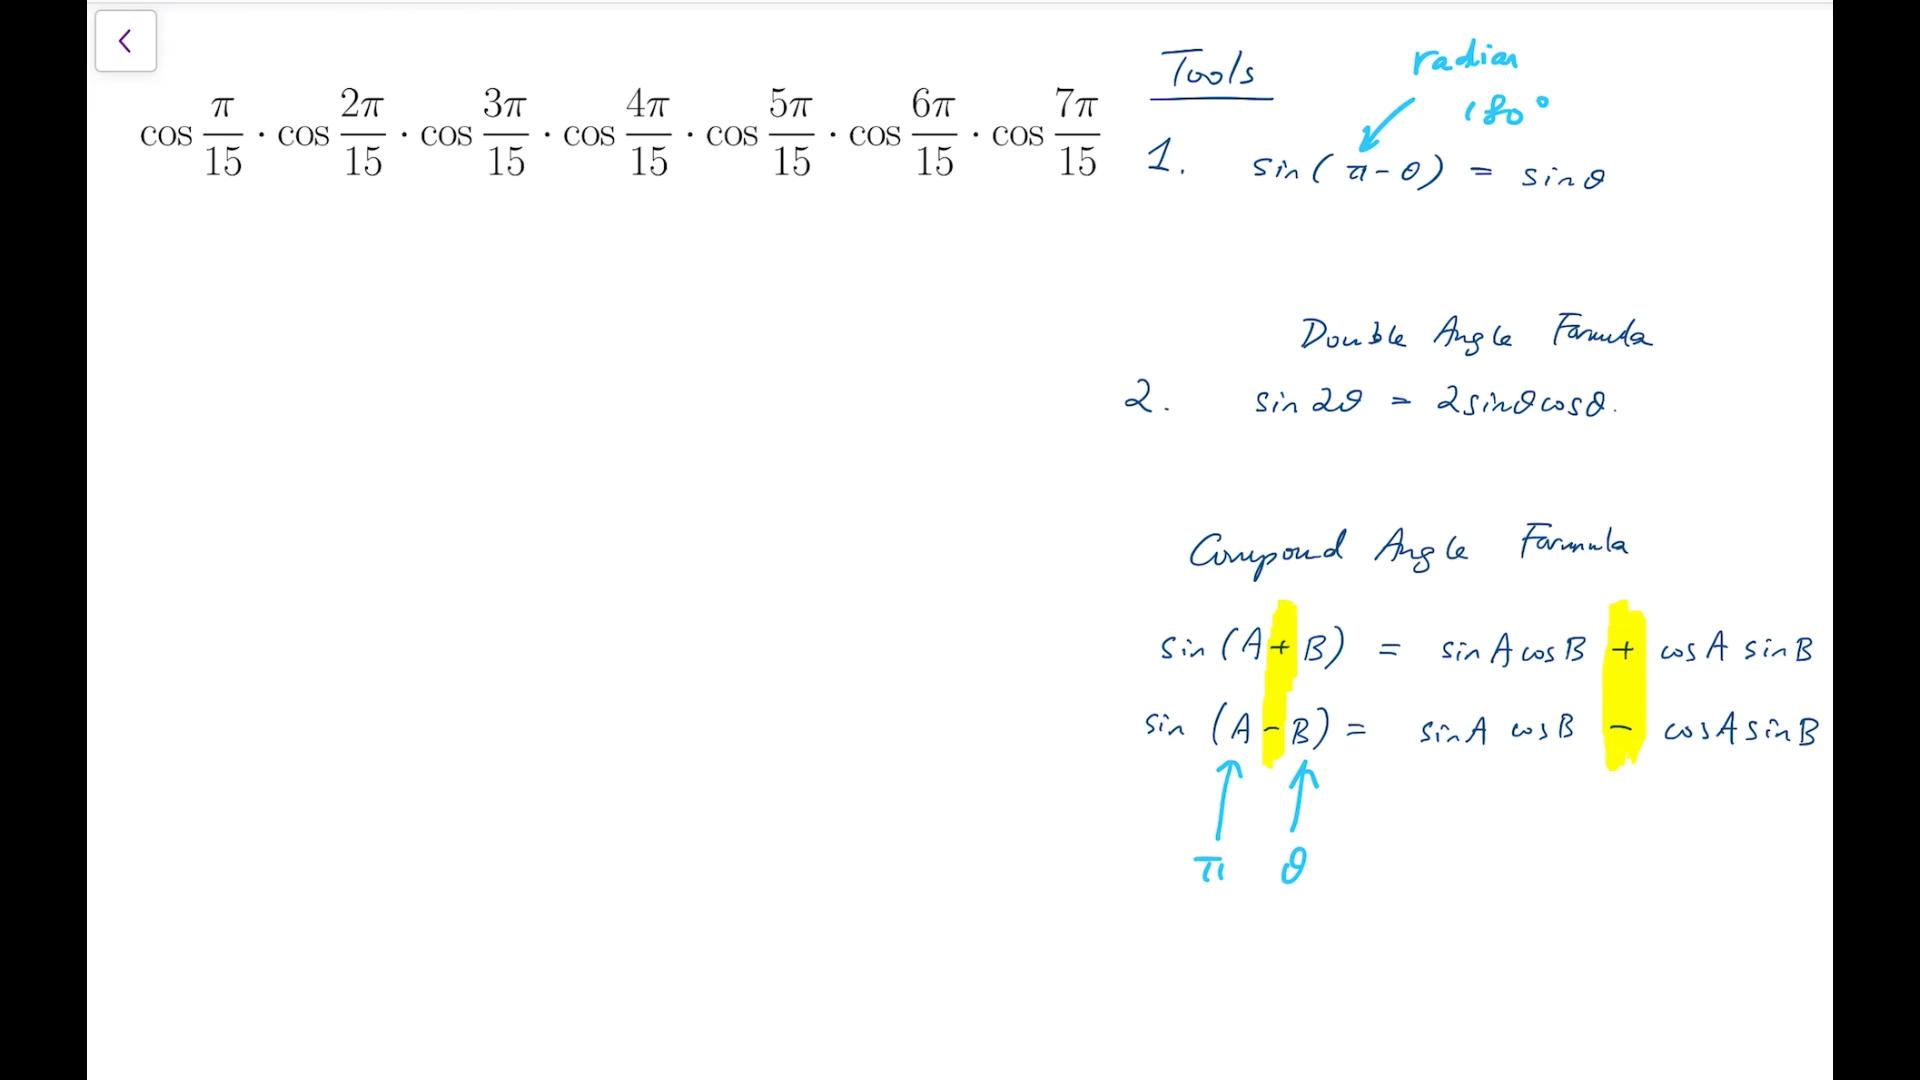 cos π/15 · cos 2π/15 · cos 3π/15 · cos 4π/15 · cos 5π/15 · cos 6π/15 · cos 7π/15
Tools
radian
180°
1. sin(π-θ) = sinθ
Double Angle Formula
2. sin 2θ = 2sinθcosθ.
Compound Angle Formula
sin (A+B) = sinA cosB + cosA sinB
sin (A-B) = sinA cosB - cosA sinB
π θ